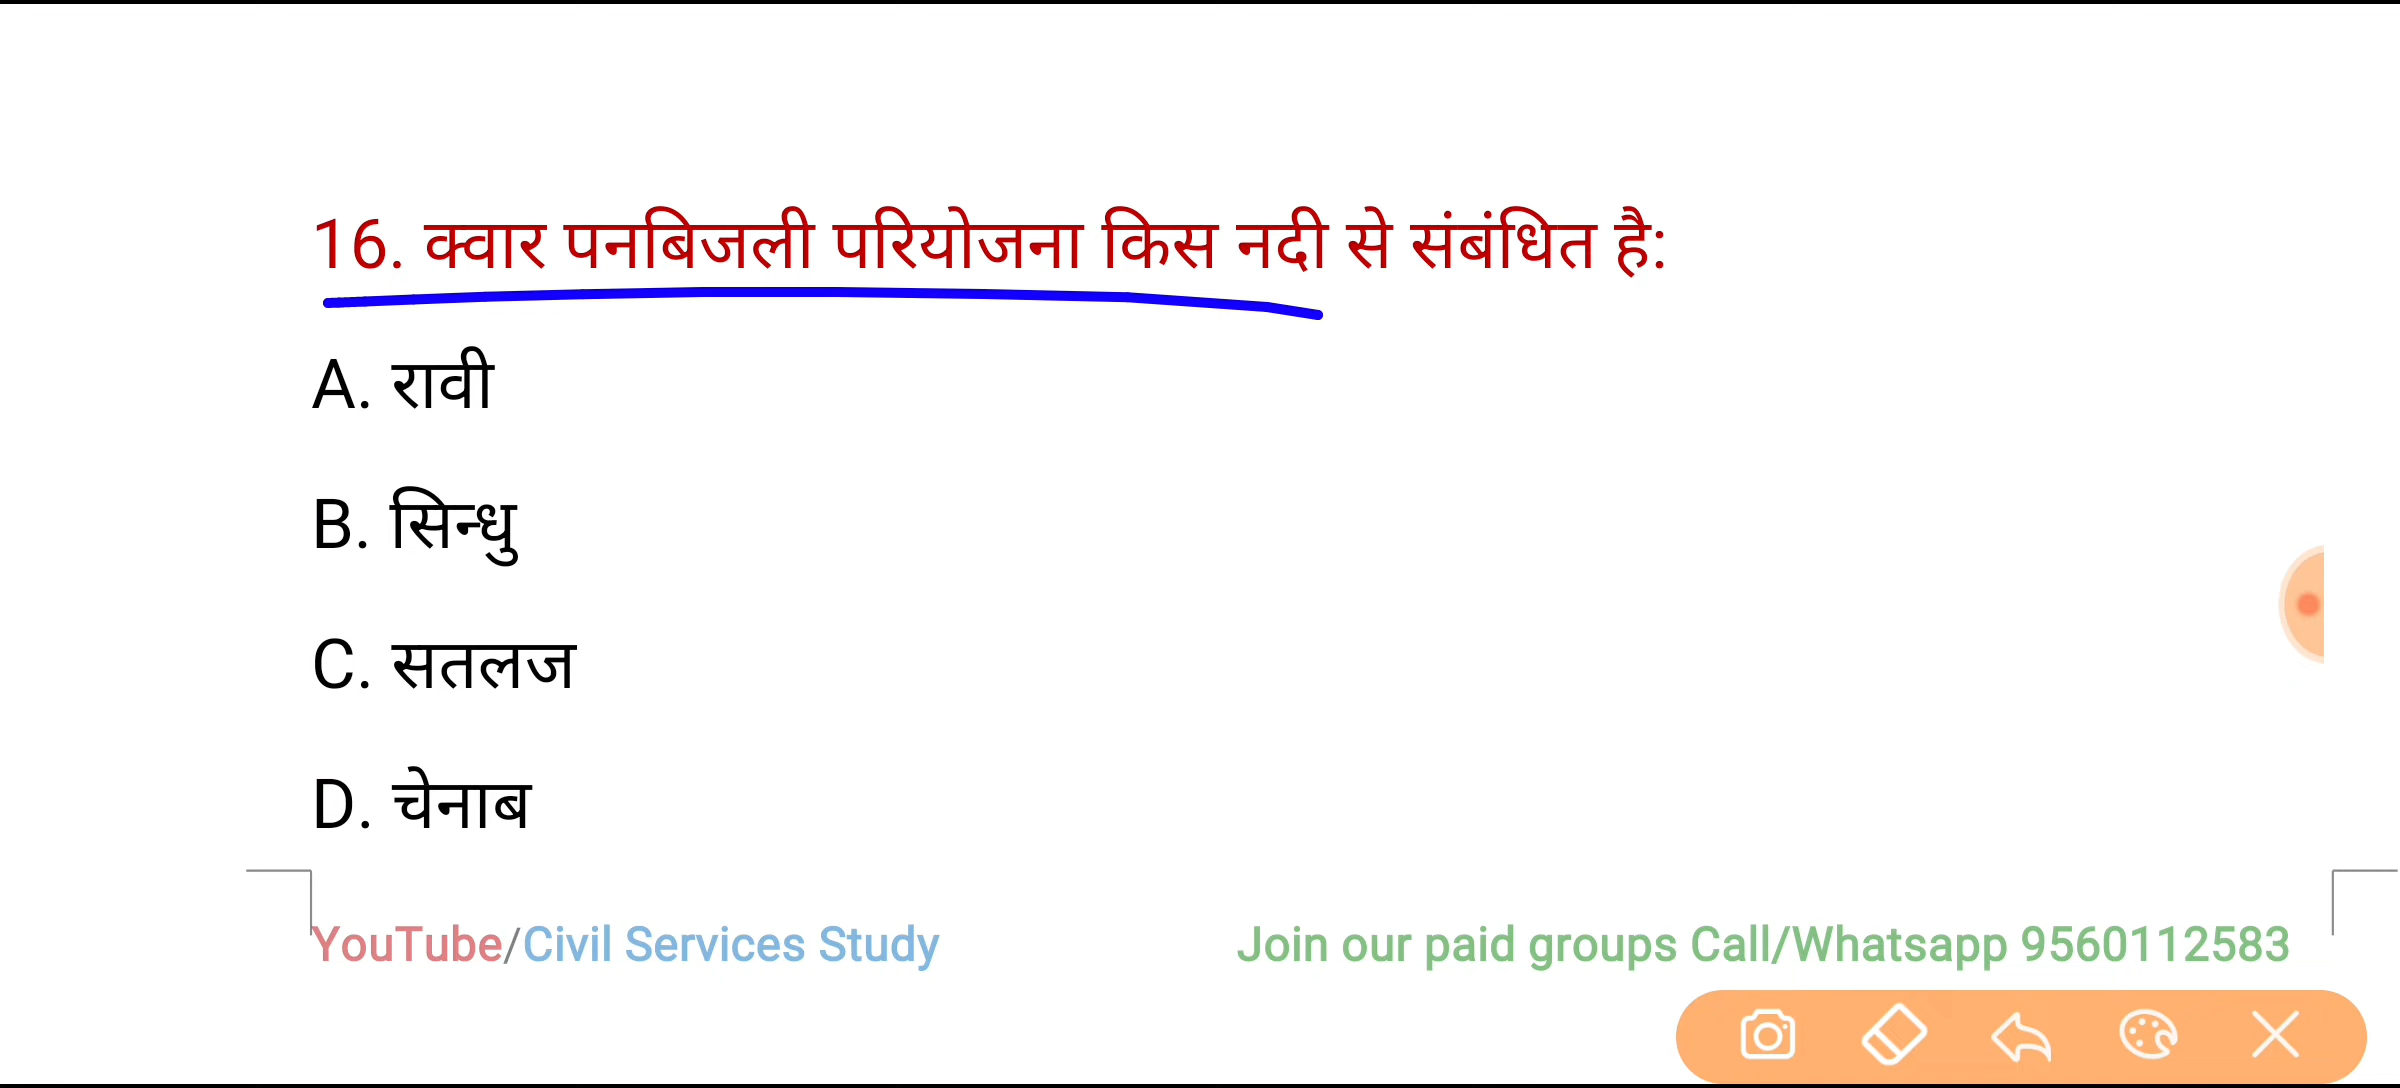 16. क्वार पनबिजली परियोजना किस नदी से संबंधित है:
A. रावी
B. सिन्धु
C. सतलज
D. चेनाब
YouTube/Civil Services Study Join our paid groups Call/Whatsapp 9560112583